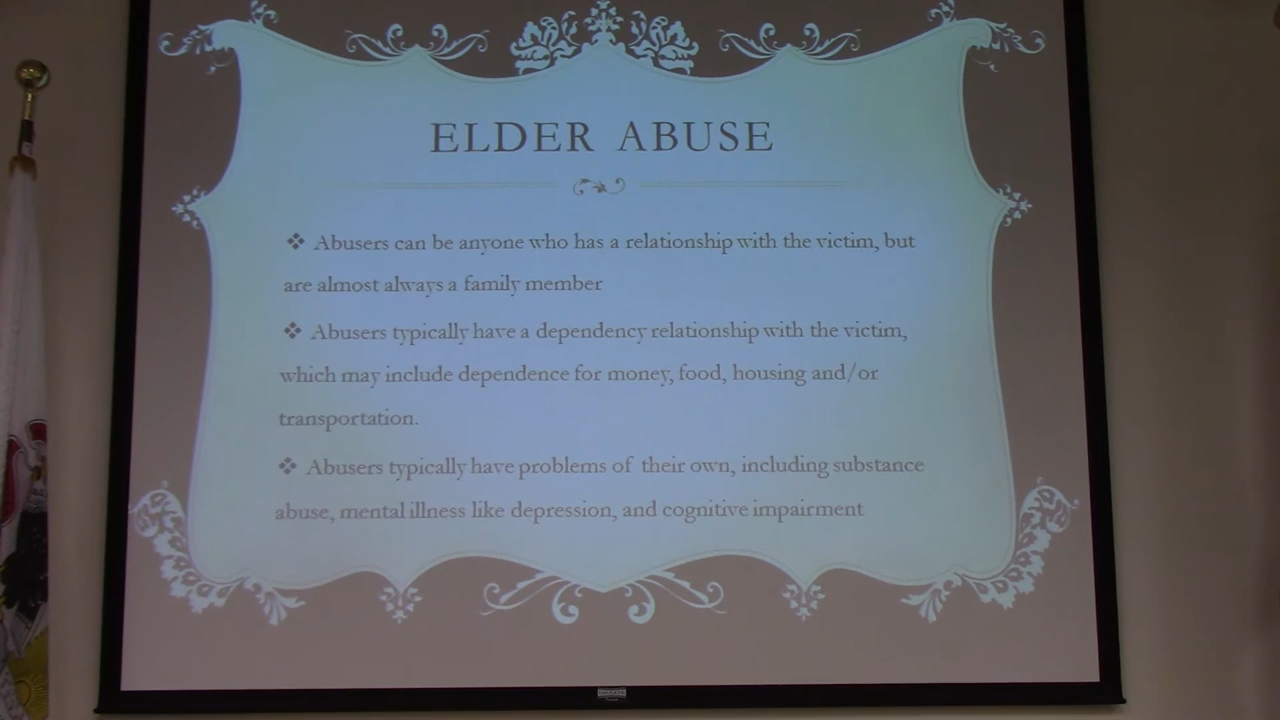 ELDER ABUSE
❖ Abusers can be anyone who has a relationship with the victim, but
are almost always a family member
❖ Abusers typically have a dependency relationship with the victim,
which may include dependence for money, food, housing and/or
transportation.
❖ Abusers typically have problems of their own, including substance
abuse, mental illness like depression, and cognitive impairment